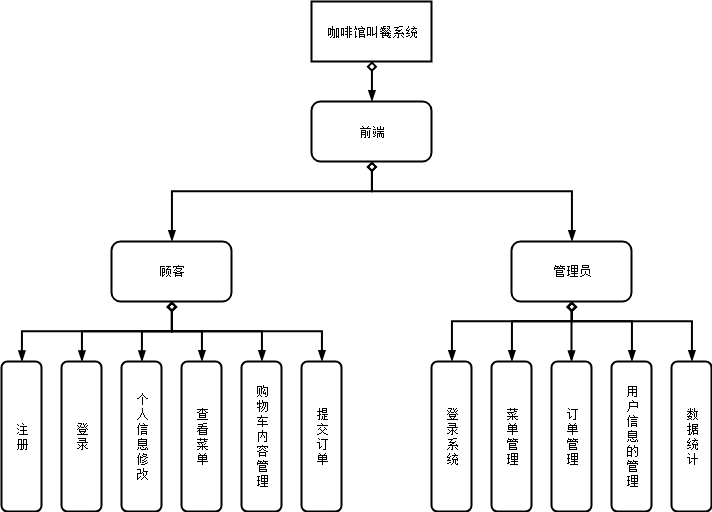 咖啡馆叫餐系统
前端
顾客
管理员
注册
登录
个人信息修改
查看菜单
购物车内容管理
提交订单
登录系统
菜单管理
订单管理
用户信息的管理
数据统计